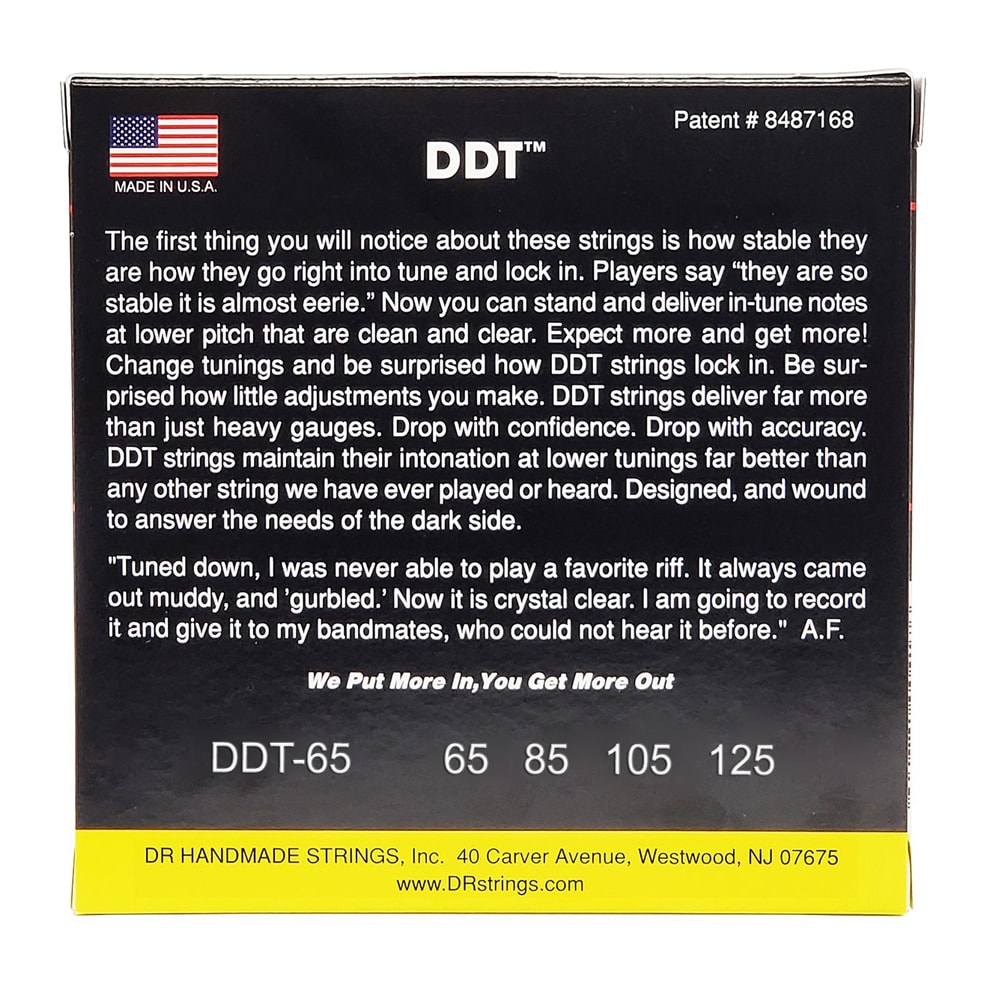 Patent # 8487168
MADE IN U.S.A.
DDT™
The first thing you will notice about these strings is how stable they
are how they go right into tune and lock in. Players say “they are so
stable it is almost eerie.” Now you can stand and deliver in-tune notes
at lower pitch that are clean and clear. Expect more and get more!
Change tunings and be surprised how DDT strings lock in. Be sur-
prised how little adjustments you make. DDT strings deliver far more
than just heavy gauges. Drop with confidence. Drop with accuracy.
DDT strings maintain their intonation at lower tunings far better than
any other string we have ever played or heard. Designed, and wound
to answer the needs of the dark side.
"Tuned down, I was never able to play a favorite riff. It always came
out muddy, and 'gurbled.' Now it is crystal clear. I am going to record
it and give it to my bandmates, who could not hear it before." A.F.
We Put More In,You Get More Out
DDT-65 65 85 105 125
DR HANDMADE STRINGS, Inc. 40 Carver Avenue, Westwood, NJ 07675
www.DRstrings.com